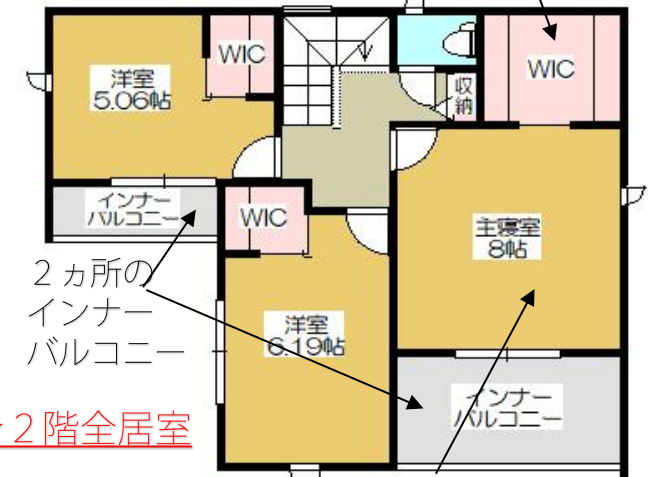 洋室
5.06帖
WIC
収
納
WIC
インナー
バルコニー
WIC
主寝室
8帖
2ヵ所の
インナー
バルコニー
洋室
6.19帖
インナー
バルコニー
2階全居室